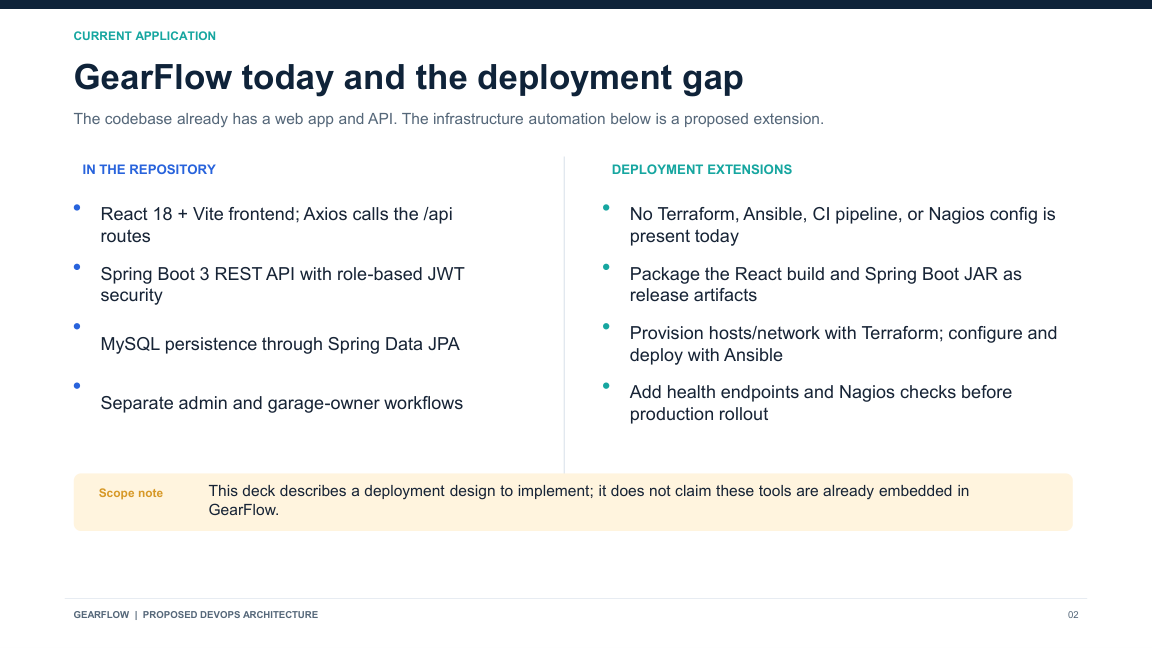 CURRENT APPLICATION
GearFlow today and the deployment gap
The codebase already has a web app and API. The infrastructure automation below is a proposed extension.
IN THE REPOSITORY
React 18 + Vite frontend; Axios calls the /api
routes
Spring Boot 3 REST API with role-based JWT
security
MySQL persistence through Spring Data JPA
Separate admin and garage-owner workflows
DEPLOYMENT EXTENSIONS
No Terraform, Ansible, CI pipeline, or Nagios config is
present today
Package the React build and Spring Boot JAR as
release artifacts
Provision hosts/network with Terraform; configure and
deploy with Ansible
Add health endpoints and Nagios checks before
production rollout
Scope note
This deck describes a deployment design to implement; it does not claim these tools are already embedded in
GearFlow.
GEARFLOW | PROPOSED DEVOPS ARCHITECTURE
02